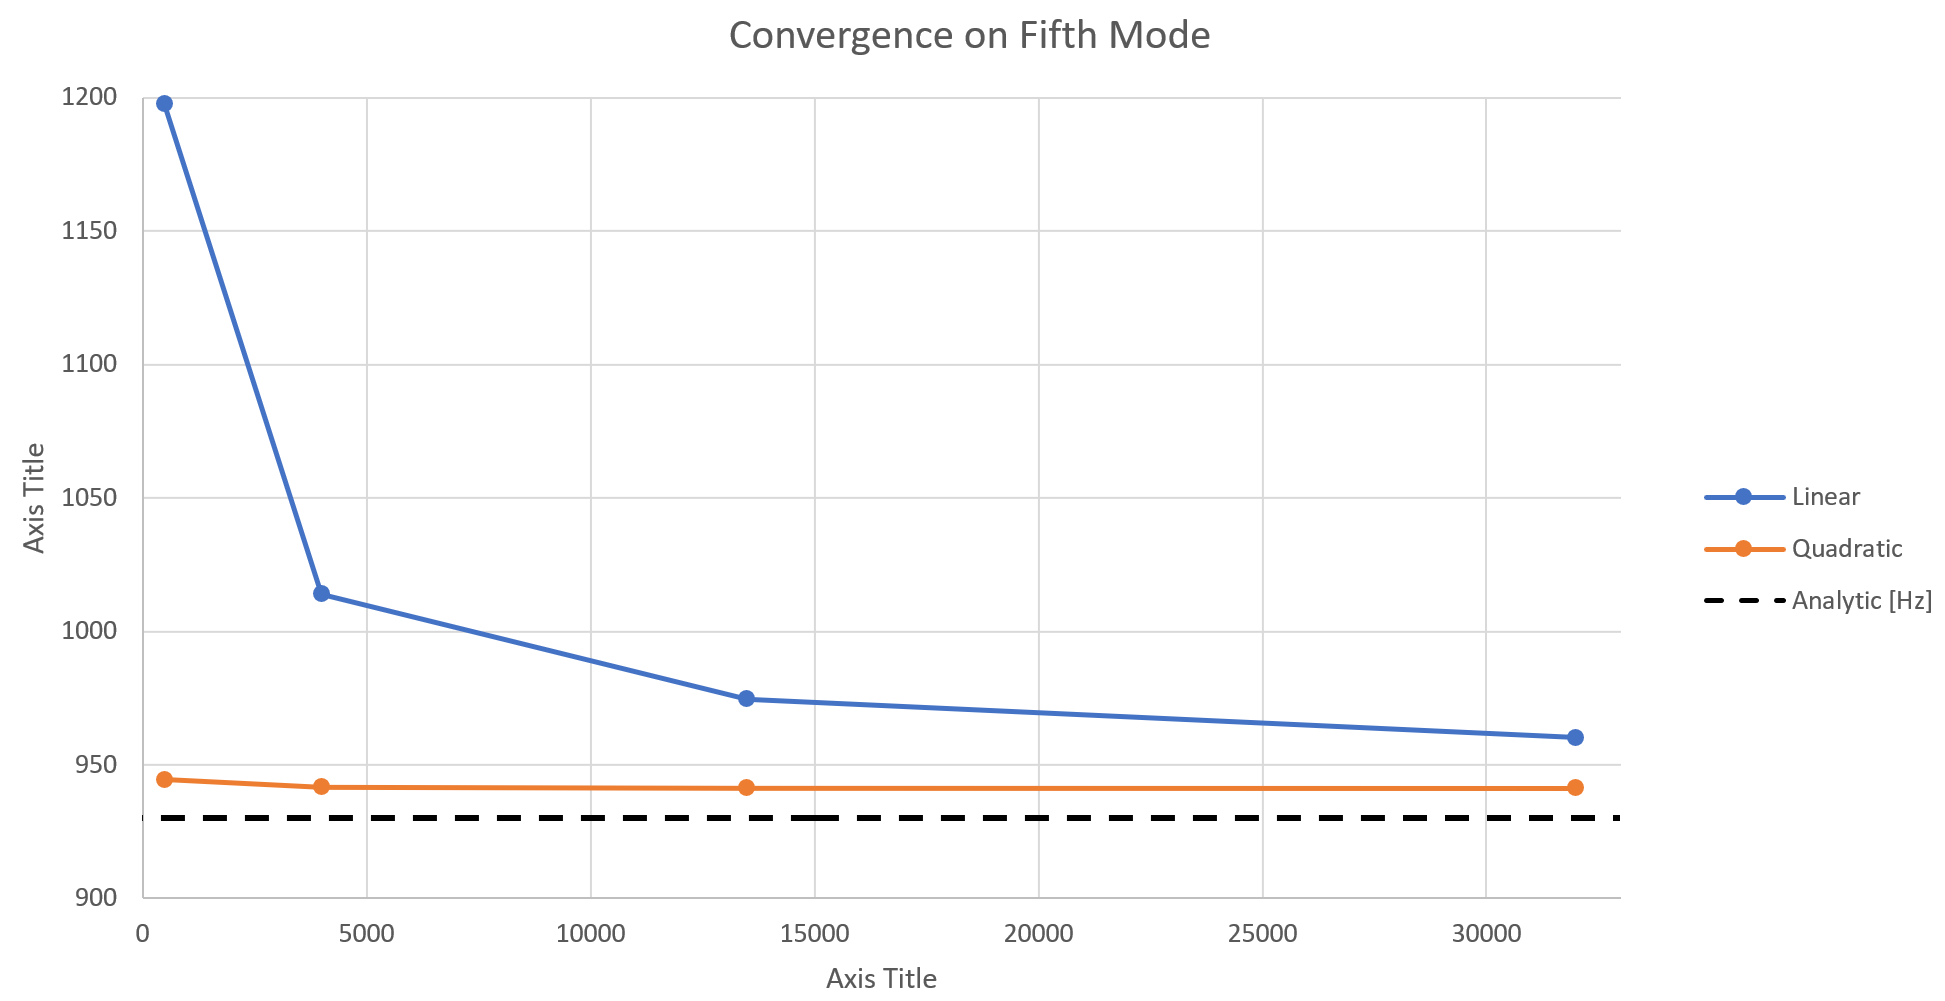 Convergence on Fifth Mode
1200
1150
1100
1050
1000
950
900
Axis Title
0 5000 10000 15000 20000 25000 30000
Axis Title
Linear
Quadratic
Analytic [Hz]